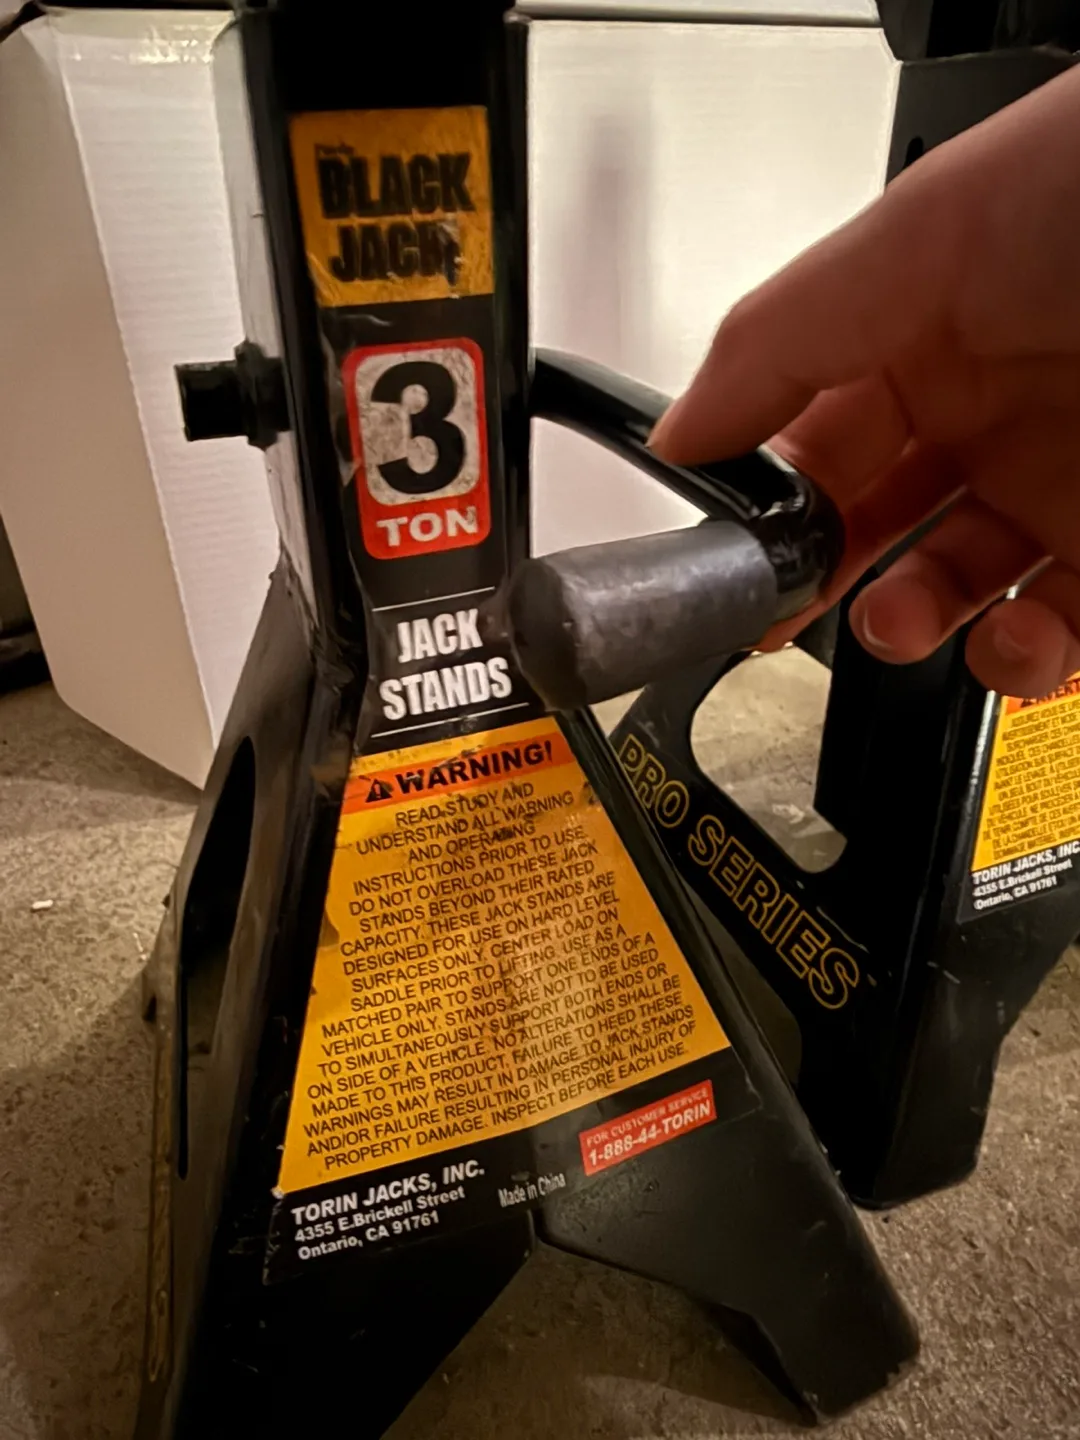 BLACK
JACK
3
TON
JACK
STANDS
WARNING!
READ, STUDY AND
UNDERSTAND ALL WARNING
AND OPERATING
INSTRUCTIONS PRIOR TO USE.
DO NOT OVERLOAD THESE JACK
STANDS BEYOND THEIR RATED
CAPACITY. THESE JACK STANDS ARE
DESIGNED FOR USE ON HARD LEVEL
SURFACES ONLY. CENTER LOAD ON
SADDLE PRIOR TO LIFTING. USE AS A
MATCHED PAIR TO SUPPORT ONE ENDS OF A
VEHICLE ONLY. STANDS ARE NOT TO BE USED
TO SIMULTANEOUSLY SUPPORT BOTH ENDS OR
ON SIDE OF A VEHICLE. NO ALTERATIONS SHALL BE
MADE TO THIS PRODUCT. FAILURE TO HEED THESE
WARNINGS MAY RESULT IN DAMAGE TO JACK STANDS
AND/OR FAILURE RESULTING IN PERSONAL INJURY OF
PROPERTY DAMAGE. INSPECT BEFORE EACH USE.
FOR CUSTOMER SERVICE
1-888-44-TORIN
TORIN JACKS, INC.
4355 E.Brickell Street
Ontario, CA 91761
Made in China
PRO SERIES
TORIN JACKS, INC.
4355 E.Brickell Street
Ontario, CA 91761